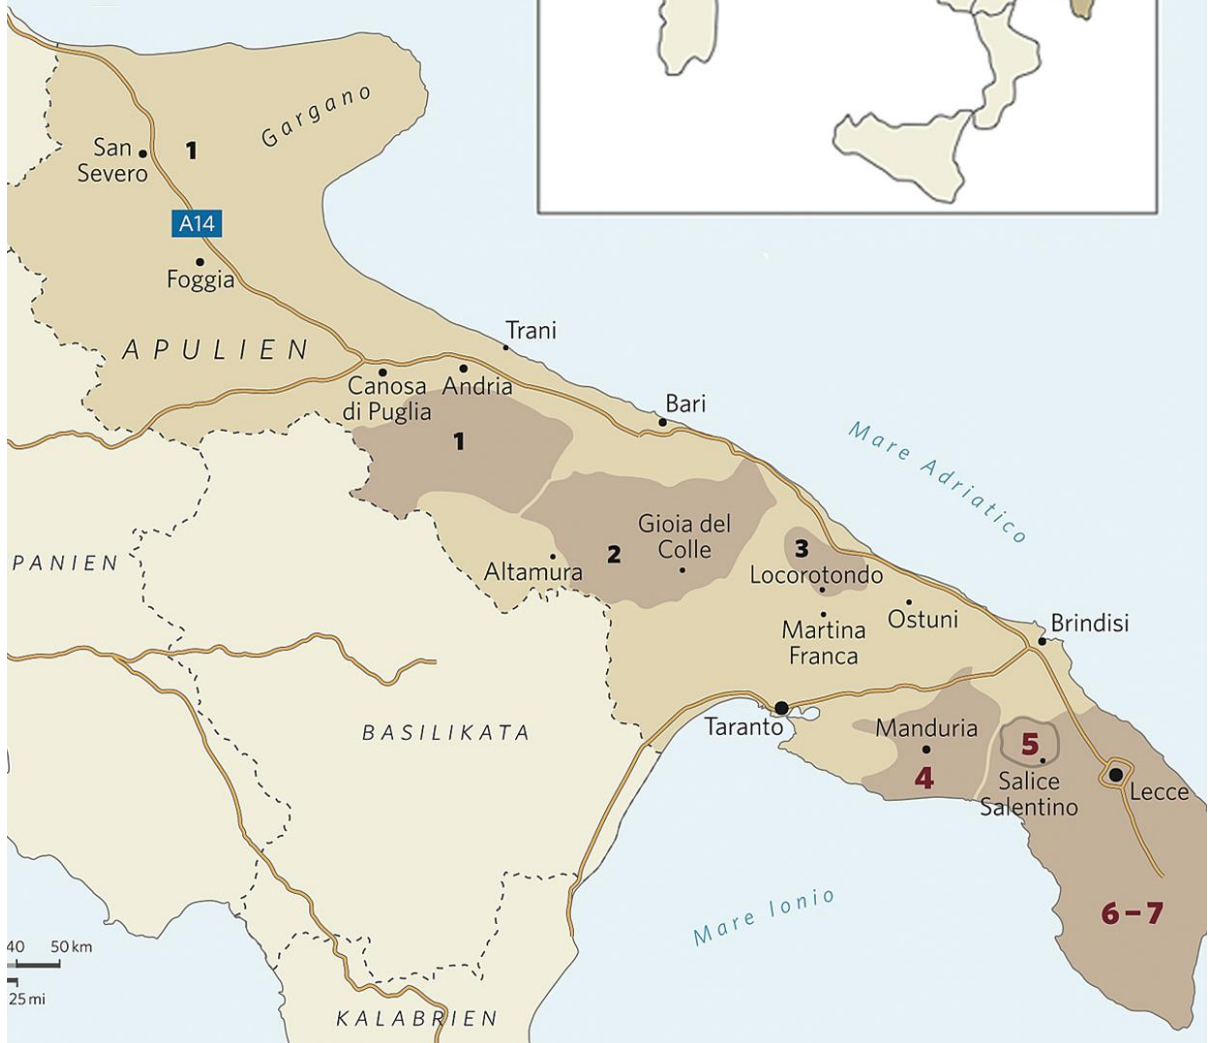 Gargano
San
Severo
1
A14
Foggia
APULIEN
Trani
Canosa
di Puglia
Andria
Bari
1
Mare Adriatico
Gioia del
Colle
2
Altamura
3
Locorotondo
Martina
Franca
Ostuni
Brindisi
PANIEN
BASILIKATA
Taranto
Manduria
4
5
Salice
Salentino
Lecce
6–7
Mare Ionio
40 50 km
25 mi
KALABRIEN